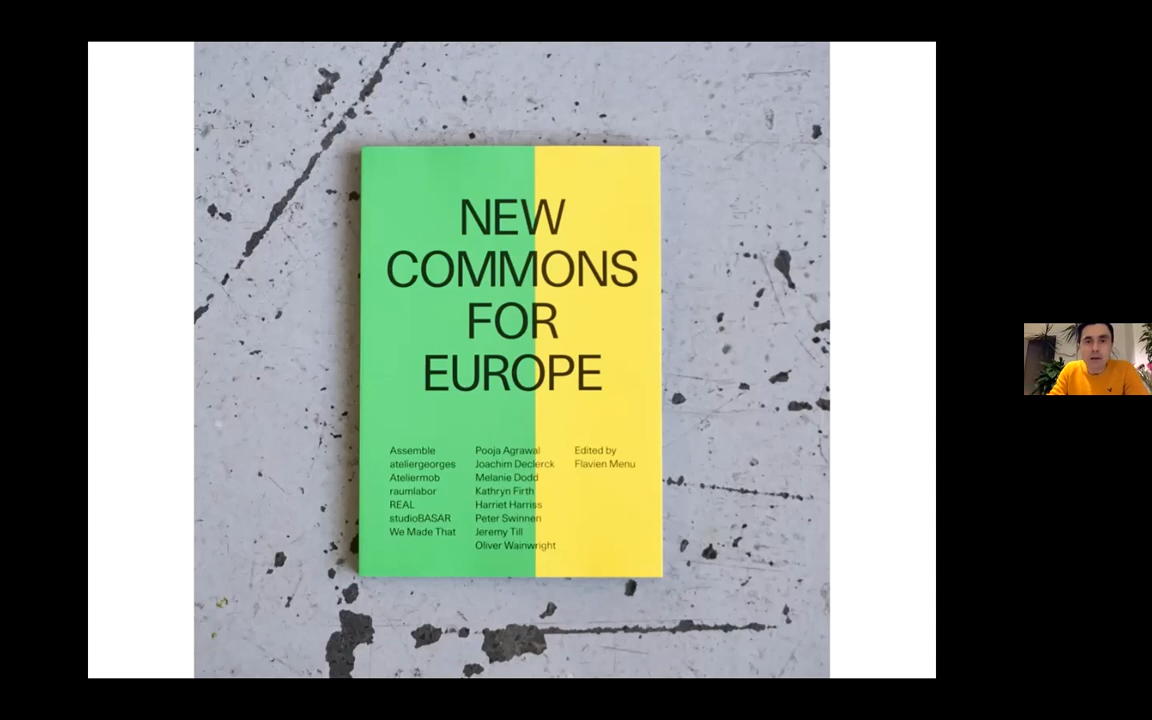 NEW
COMMONS
FOR
EUROPE
Assemble
ateliergeorges
Ateliermob
raumlabor
REAL
studioBASAR
We Made That
Pooja Agrawal
Joachim Declerck
Melanie Dodd
Kathryn Firth
Harriet Harriss
Peter Swinnen
Jeremy Till
Oliver Wainwright
Edited by
Flavien Menu